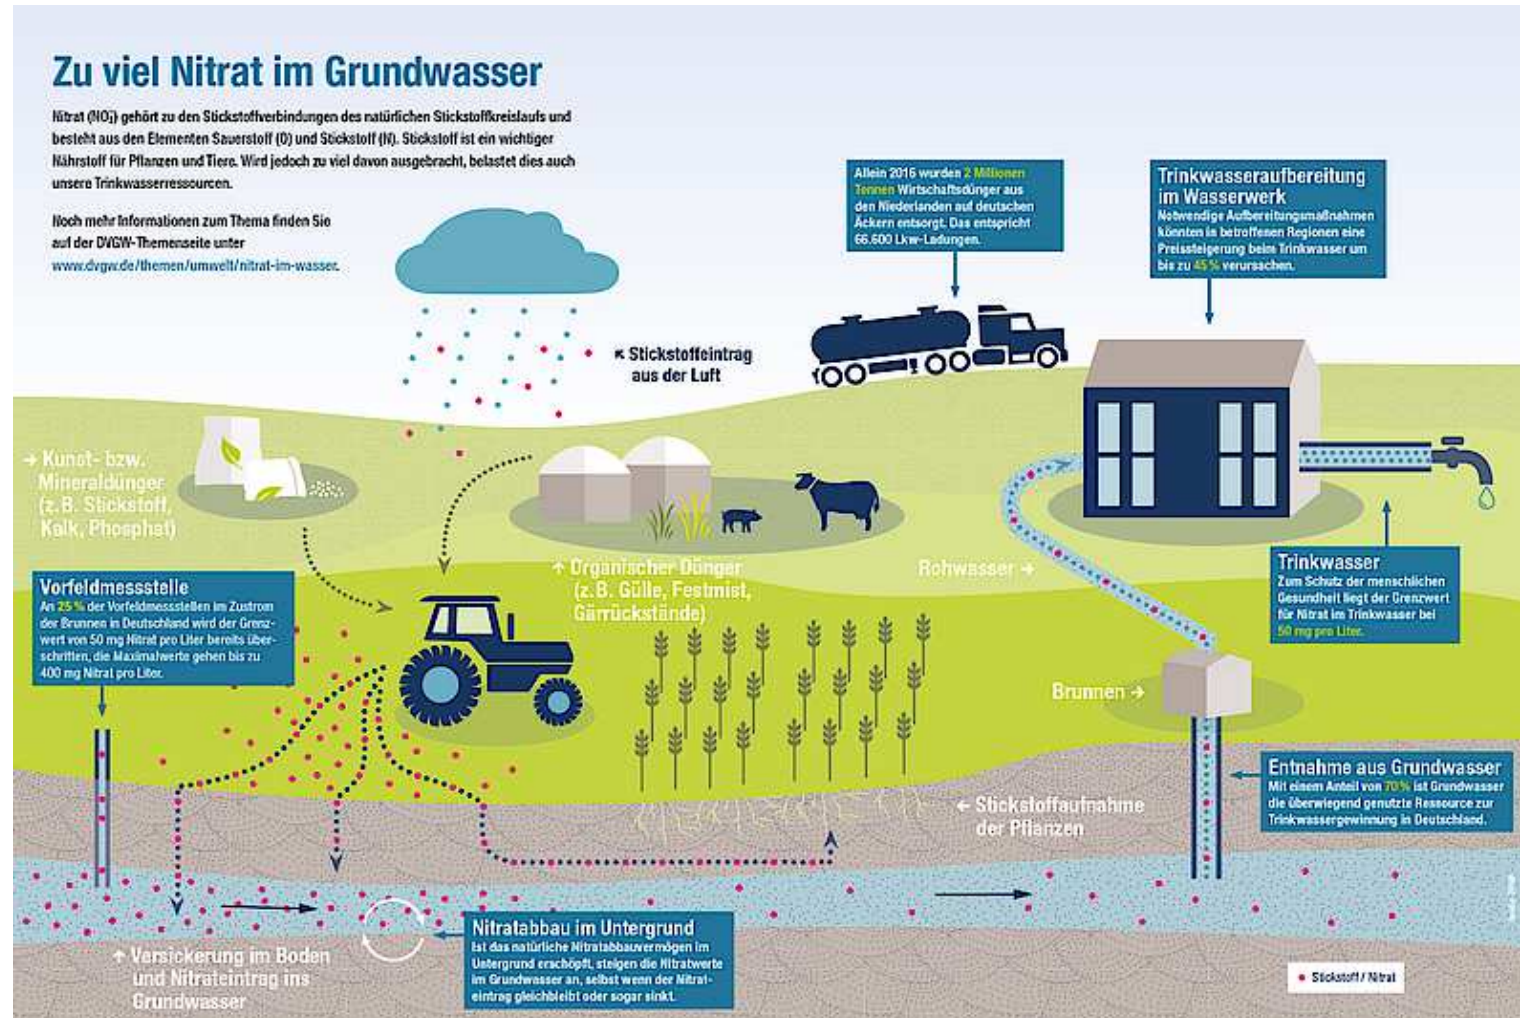 Zu viel Nitrat im Grundwasser
Nitrat (NO₃⁻) gehört zu den Stickstoffverbindungen des natürlichen Stickstoffkreislaufs und
besteht aus den Elementen Sauerstoff (O) und Stickstoff (N). Stickstoff ist ein wichtiger
Nährstoff für Pflanzen und Tiere. Wird jedoch zu viel davon ausgebracht, belastet dies auch
unsere Trinkwasserressourcen.
Noch mehr Informationen zum Thema finden Sie
auf der DVGW-Themenseite unter
www.dvgw.de/themen/umwelt/nitrat-im-wasser.
Allein 2016 wurden 2 Millionen
Tonnen Wirtschaftsdünger aus
den Niederlanden auf deutschen
Äckern entsorgt. Das entspricht
66.600 Lkw-Ladungen.
Trinkwasseraufbereitung
im Wasserwerk
Notwendige Aufbereitungsmaßnahmen
könnten in betroffenen Regionen eine
Preissteigerung beim Trinkwasser um
bis zu 45 % verursachen.
↖ Stickstoffeintrag
aus der Luft
→ Kunst- bzw.
Mineraldünger
(z.B. Stickstoff,
Kalk, Phosphat)
↑ Organischer Dünger
(z.B. Gülle, Festmist,
Gärrückstände)
Rohwasser →
Trinkwasser
Zum Schutz der menschlichen
Gesundheit liegt der Grenzwert
für Nitrat im Trinkwasser bei
50 mg pro Liter.
Vorfeldmessstelle
An 25 % der Vorfeldmessstellen im Zustrom
der Brunnen in Deutschland wird der Grenz-
wert von 50 mg Nitrat pro Liter bereits über-
schritten, die Maximalwerte gehen bis zu
400 mg Nitrat pro Liter.
Brunnen →
Entnahme aus Grundwasser
Mit einem Anteil von 70 % ist Grundwasser
die überwiegend genutzte Ressource zur
Trinkwassergewinnung in Deutschland.
← Stickstoffaufnahme
der Pflanzen
Nitratabbau im Untergrund
Ist das natürliche Nitratabbauvermögen im
Untergrund erschöpft, steigen die Nitratwerte
im Grundwasser an, selbst wenn der Nitrat-
eintrag gleichbleibt oder sogar sinkt.
↑ Versickerung im Boden
und Nitrateintrag ins
Grundwasser
Stickstoff / Nitrat